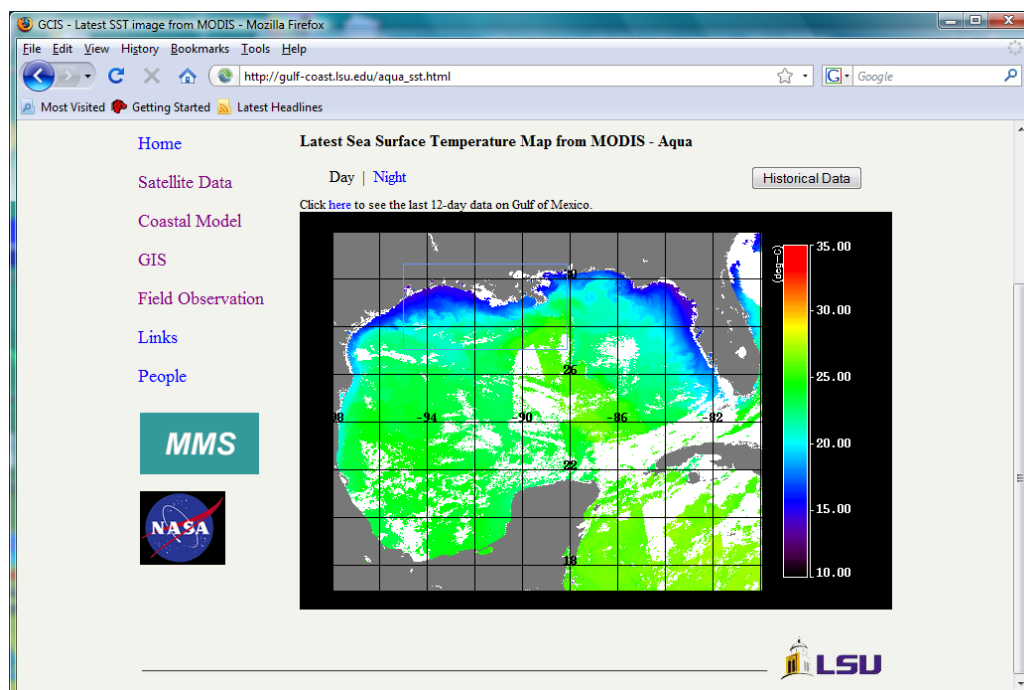 GCIS - Latest SST image from MODIS - Mozilla Firefox
File Edit View History Bookmarks Tools Help
http://gulf-coast.lsu.edu/aqua_sst.html
G Google
Most Visited Getting Started Latest Headlines
Home
Satellite Data
Coastal Model
GIS
Field Observation
Links
People
MMS
NASA
Latest Sea Surface Temperature Map from MODIS - Aqua
Day | Night
Historical Data
Click here to see the last 12-day data on Gulf of Mexico.
30
26
98 -94 -90 -86 -82
22
18
(deg-C)
35.00
30.00
25.00
20.00
15.00
10.00
LSU